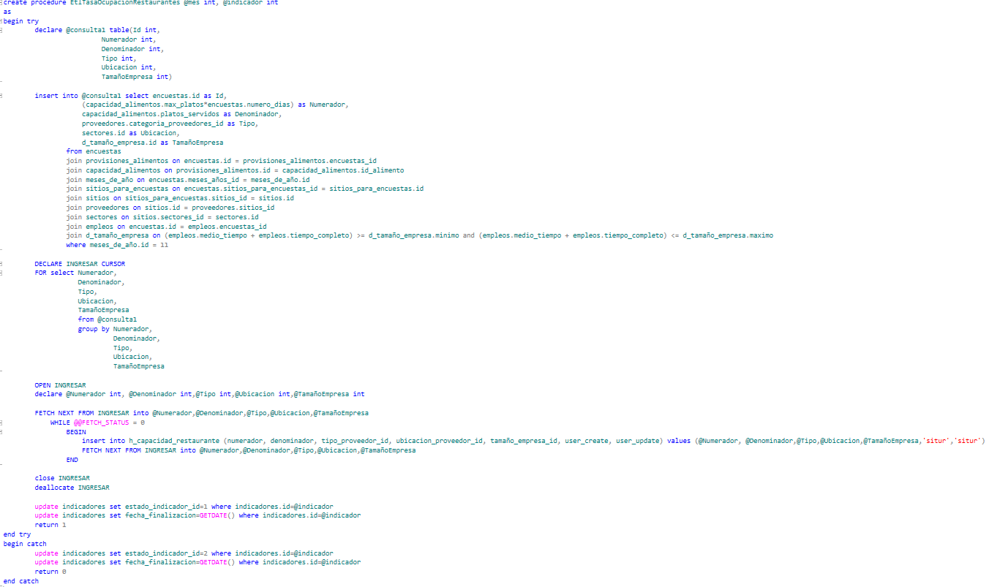 create procedure EtlTasaOcupacionRestaurantes @mes int, @indicador int
as
begin try
declare @consulta1 table(Id int,
Numerador int,
Denominador int,
Tipo int,
Ubicacion int,
TamañoEmpresa int)
insert into @consulta1 select encuestas.id as Id,
(capacidad_alimentos.max_platos*encuestas.numero_dias) as Numerador,
capacidad_alimentos.platos_servidos as Denominador,
proveedores.categoria_proveedores_id as Tipo,
sectores.id as Ubicacion,
d_tamaño_empresa.id as TamañoEmpresa
from encuestas
join provisiones_alimentos on encuestas.id = provisiones_alimentos.encuestas_id
join capacidad_alimentos on provisiones_alimentos.id = capacidad_alimentos.id_alimento
join meses_de_año on encuestas.meses_años_id = meses_de_año.id
join sitios_para_encuestas on encuestas.sitios_para_encuestas_id = sitios_para_encuestas.id
join sitios on sitios_para_encuestas.sitios_id = sitios.id
join proveedores on sitios.id = proveedores.sitios_id
join sectores on sitios.sectores_id = sectores.id
join empleos on encuestas.id = empleos.encuestas_id
join d_tamaño_empresa on (empleos.medio_tiempo + empleos.tiempo_completo) >= d_tamaño_empresa.minimo and (empleos.medio_tiempo + empleos.tiempo_completo) <= d_tamaño_empresa.maximo
where meses_de_año.id = 11
DECLARE INGRESAR CURSOR
FOR select Numerador,
Denominador,
Tipo,
Ubicacion,
TamañoEmpresa
from @consulta1
group by Numerador,
Denominador,
Tipo,
Ubicacion,
TamañoEmpresa
OPEN INGRESAR
declare @Numerador int, @Denominador int,@Tipo int,@Ubicacion int,@TamañoEmpresa int
FETCH NEXT FROM INGRESAR into @Numerador,@Denominador,@Tipo,@Ubicacion,@TamañoEmpresa
WHILE @@FETCH_STATUS = 0
BEGIN
insert into h_capacidad_restaurante (numerador, denominador, tipo_proveedor_id, ubicacion_proveedor_id, tamaño_empresa_id, user_create, user_update) values (@Numerador, @Denominador,@Tipo,@Ubicacion,@TamañoEmpresa,'situr','situr')
FETCH NEXT FROM INGRESAR into @Numerador,@Denominador,@Tipo,@Ubicacion,@TamañoEmpresa
END
close INGRESAR
deallocate INGRESAR
update indicadores set estado_indicador_id=1 where indicadores.id=@indicador
update indicadores set fecha_finalizacion=GETDATE() where indicadores.id=@indicador
return 1
end try
begin catch
update indicadores set estado_indicador_id=2 where indicadores.id=@indicador
update indicadores set fecha_finalizacion=GETDATE() where indicadores.id=@indicador
return 0
end catch